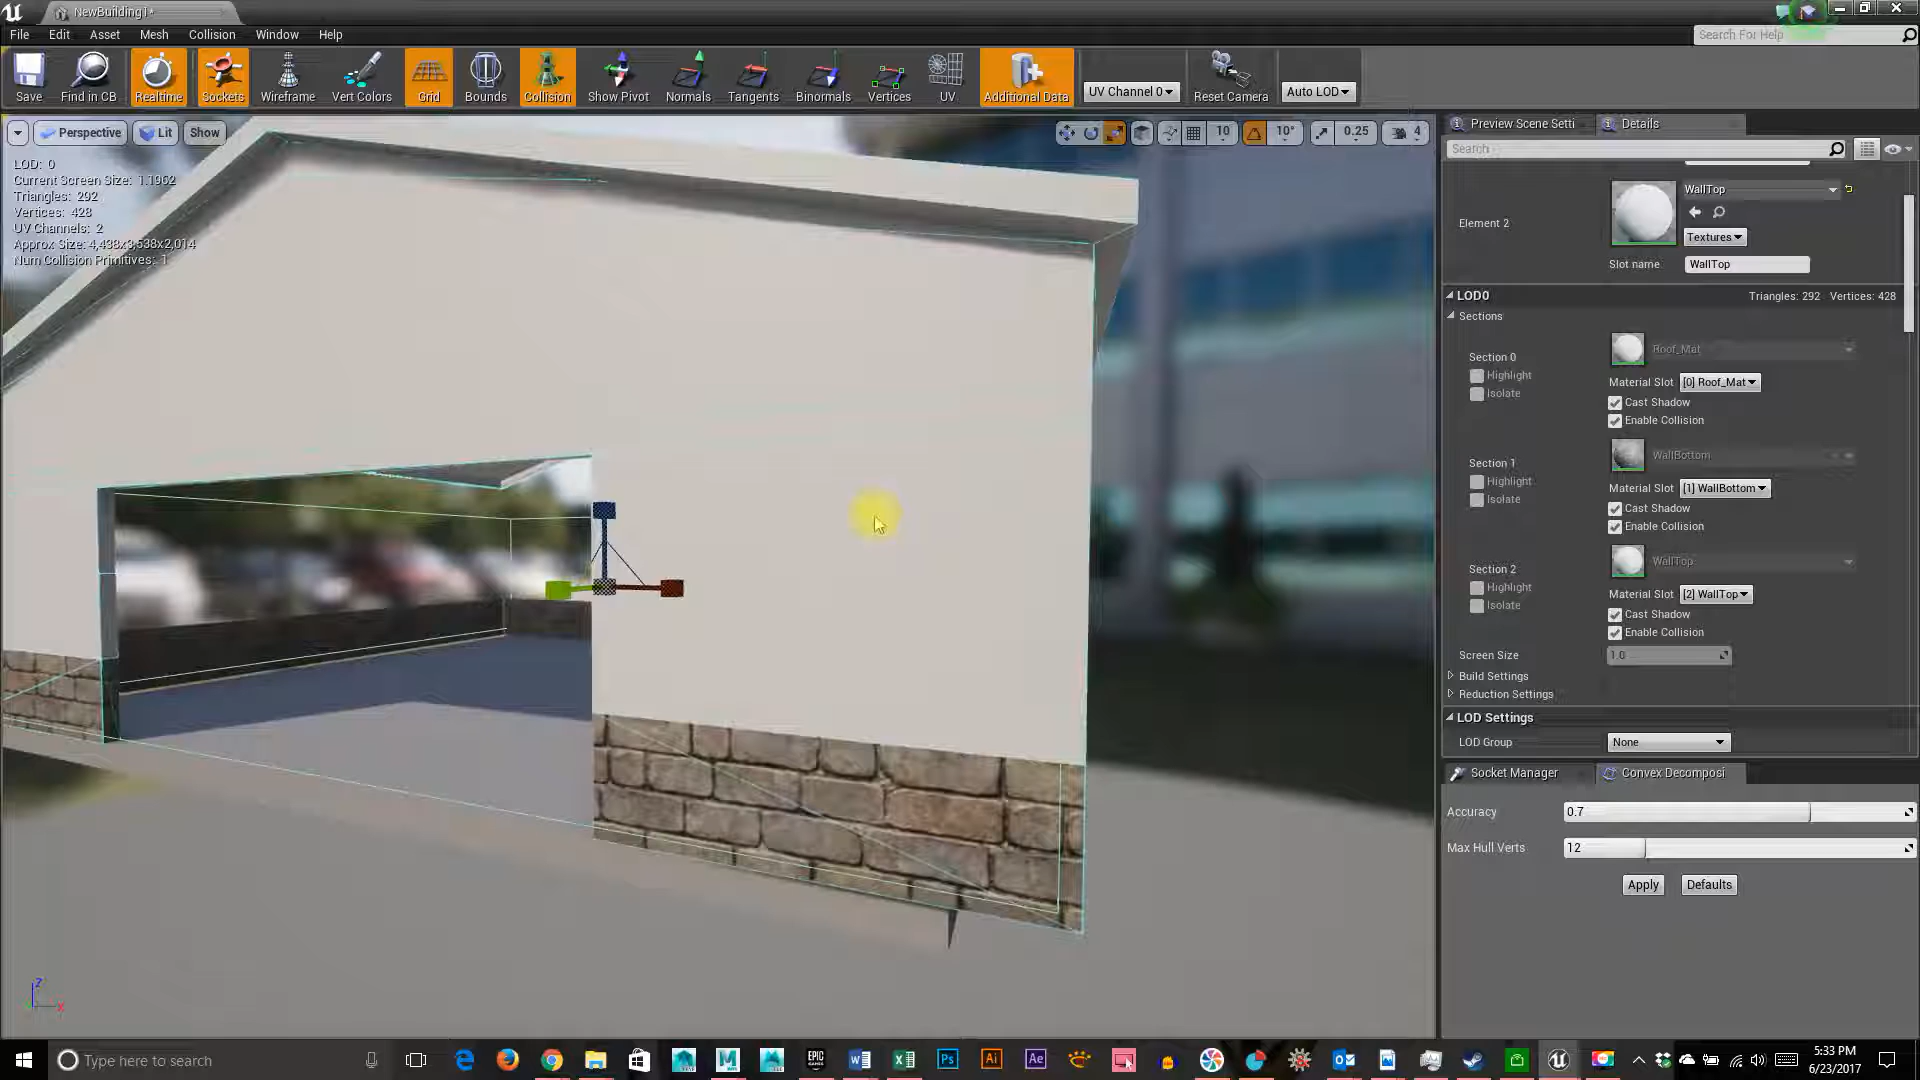 NewBuilding1*
File Edit Asset Mesh Collision Window Help
Search For Help
Save Find in CB Realtime Sockets Wireframe Vert Colors Grid Bounds Collision Show Pivot Normals Tangents Binormals Vertices UV Additional Data UV Channel 0 Reset Camera Auto LOD
Perspective Lit Show
10 10° 0.25 4
LOD: 0
Current Screen Size: 1.1962
Triangles: 292
Vertices: 428
UV Channels: 2
Approx Size: 4,438x3,538x2,014
Num Collision Primitives: 1
Preview Scene Setti Details
Search
Element 2
WallTop
Textures
Slot name WallTop
LOD0 Triangles: 292 Vertices: 428
Sections
Section 0
Highlight
Isolate
Roof_Mat
Material Slot [0] Roof_Mat
Cast Shadow
Enable Collision
Section 1
Highlight
Isolate
WallBottom
Material Slot [1] WallBottom
Cast Shadow
Enable Collision
Section 2
Highlight
Isolate
WallTop
Material Slot [2] WallTop
Cast Shadow
Enable Collision
Screen Size 1.0
Build Settings
Reduction Settings
LOD Settings
LOD Group None
Socket Manager Convex Decomposi
Accuracy 0.7
Max Hull Verts 12
Apply Defaults
Z
X
Type here to search
EPIC GAMES
Ps Ai Ae
5:33 PM
6/23/2017